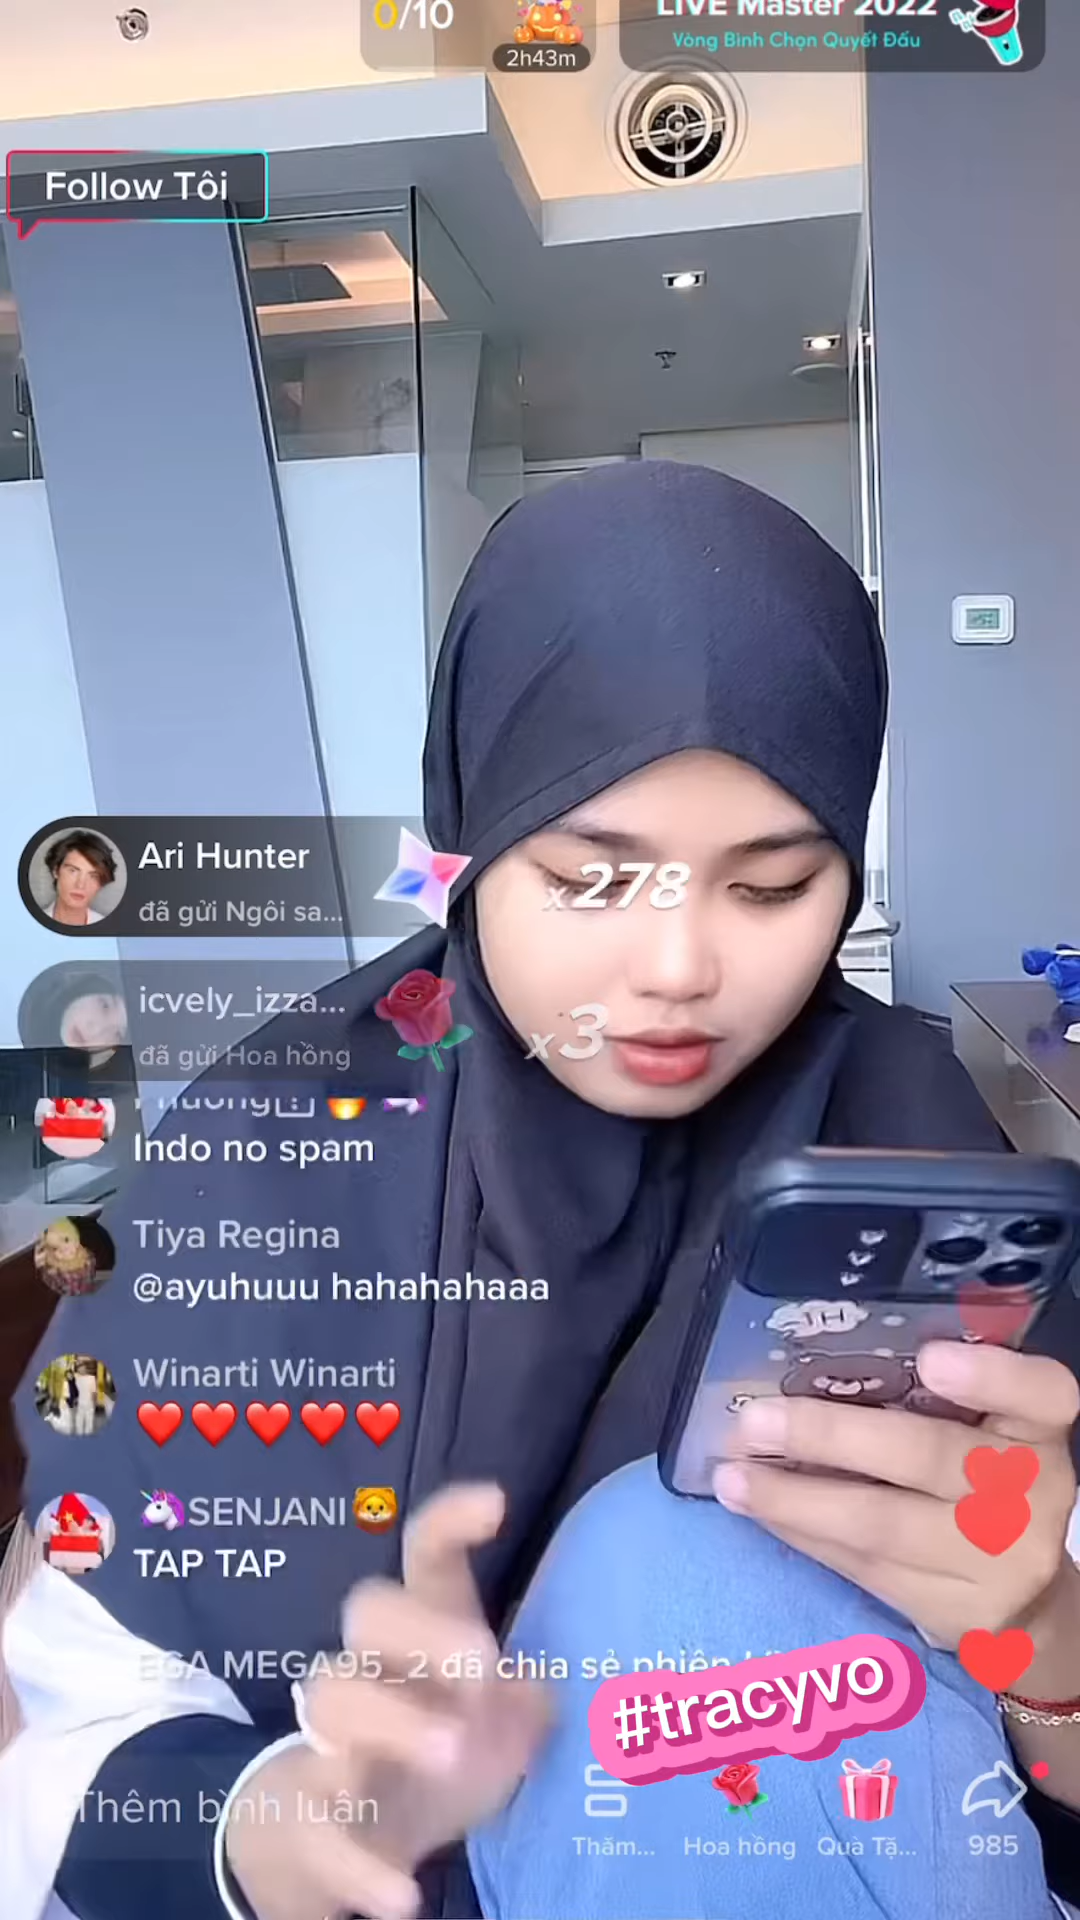 0/10
2h43m
LIVE Master 2022
Vòng Bình Chọn Quyết Đấu
Follow Tôi
Ari Hunter
đã gửi Ngôi sa...
x278
icvely_izza...
đã gửi Hoa hồng
x3
Indo no spam
Tiya Regina
@ayuhuuu hahahahaaa
Winarti Winarti
❤️❤️❤️❤️❤️
🦄SENJANI🦁
TAP TAP
EGA MEGA95_2 đã chia sẻ phiên
#tracyvo
Thêm bình luận
Thăm...
Hoa hồng
Quà Tặ...
985